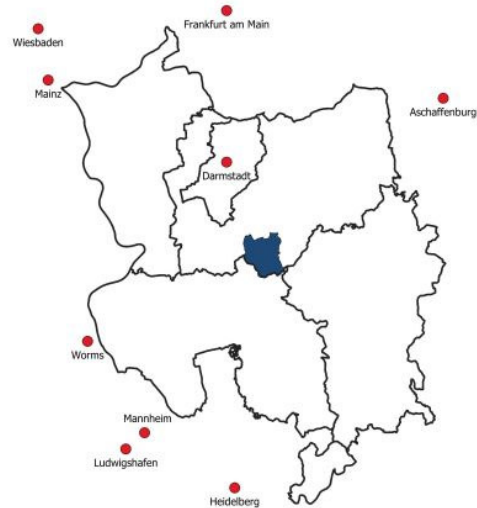 Frankfurt am Main
Wiesbaden
Mainz
Aschaffenburg
Darmstadt
Worms
Mannheim
Ludwigshafen
Heidelberg